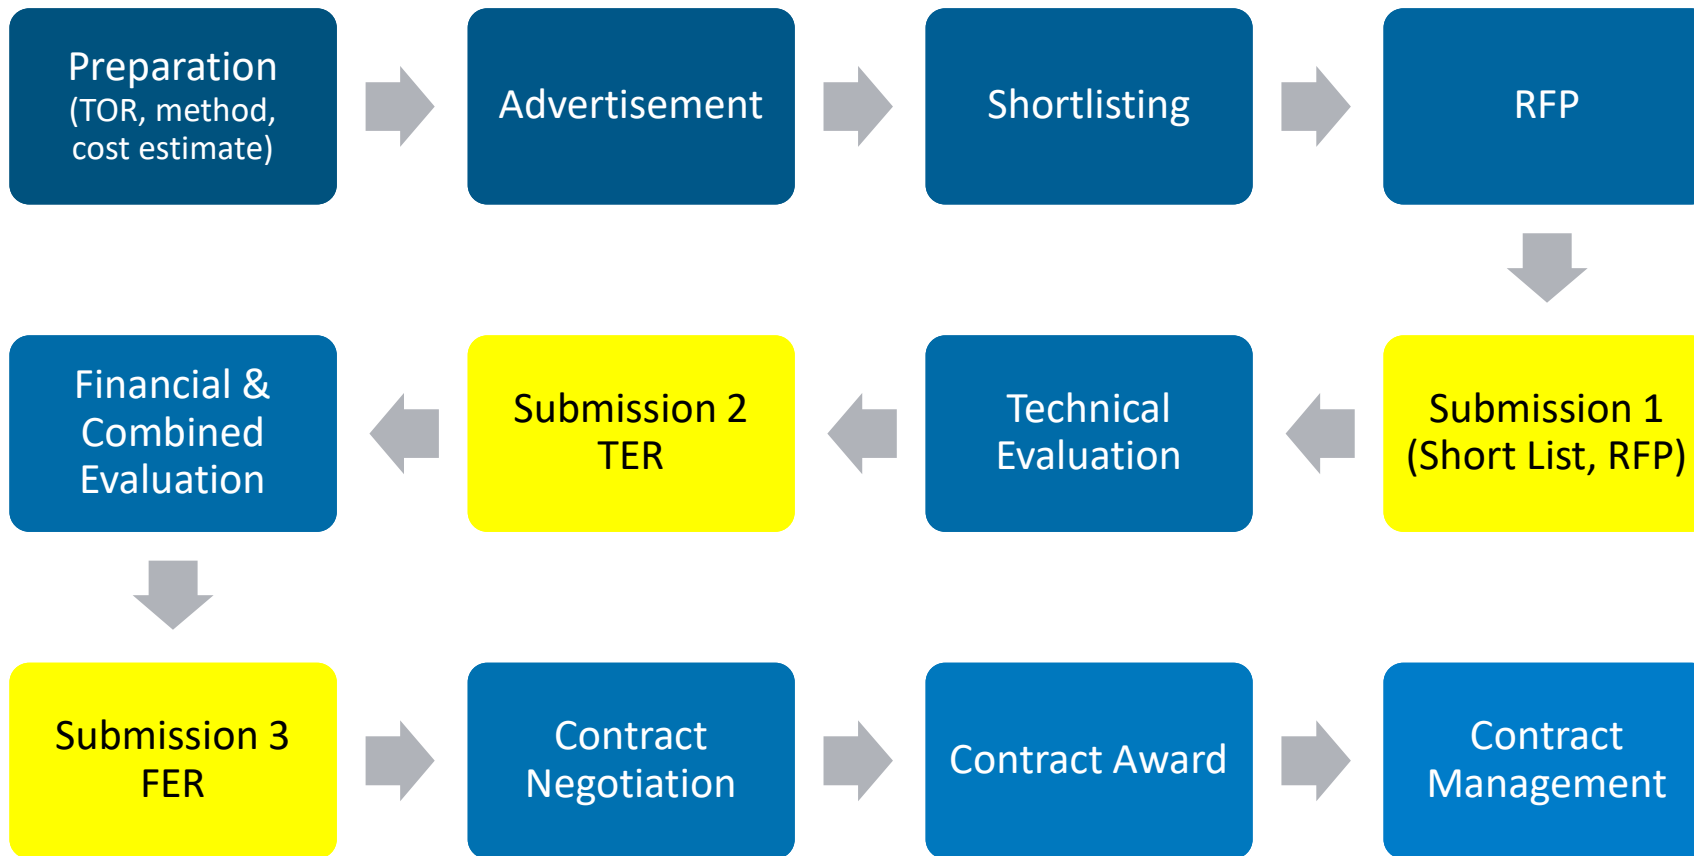 Preparation
(TOR, method,
cost estimate)
Advertisement
Shortlisting
RFP
Submission 1
(Short List, RFP)
Technical
Evaluation
Submission 2
TER
Financial &
Combined
Evaluation
Submission 3
FER
Contract
Negotiation
Contract Award
Contract
Management